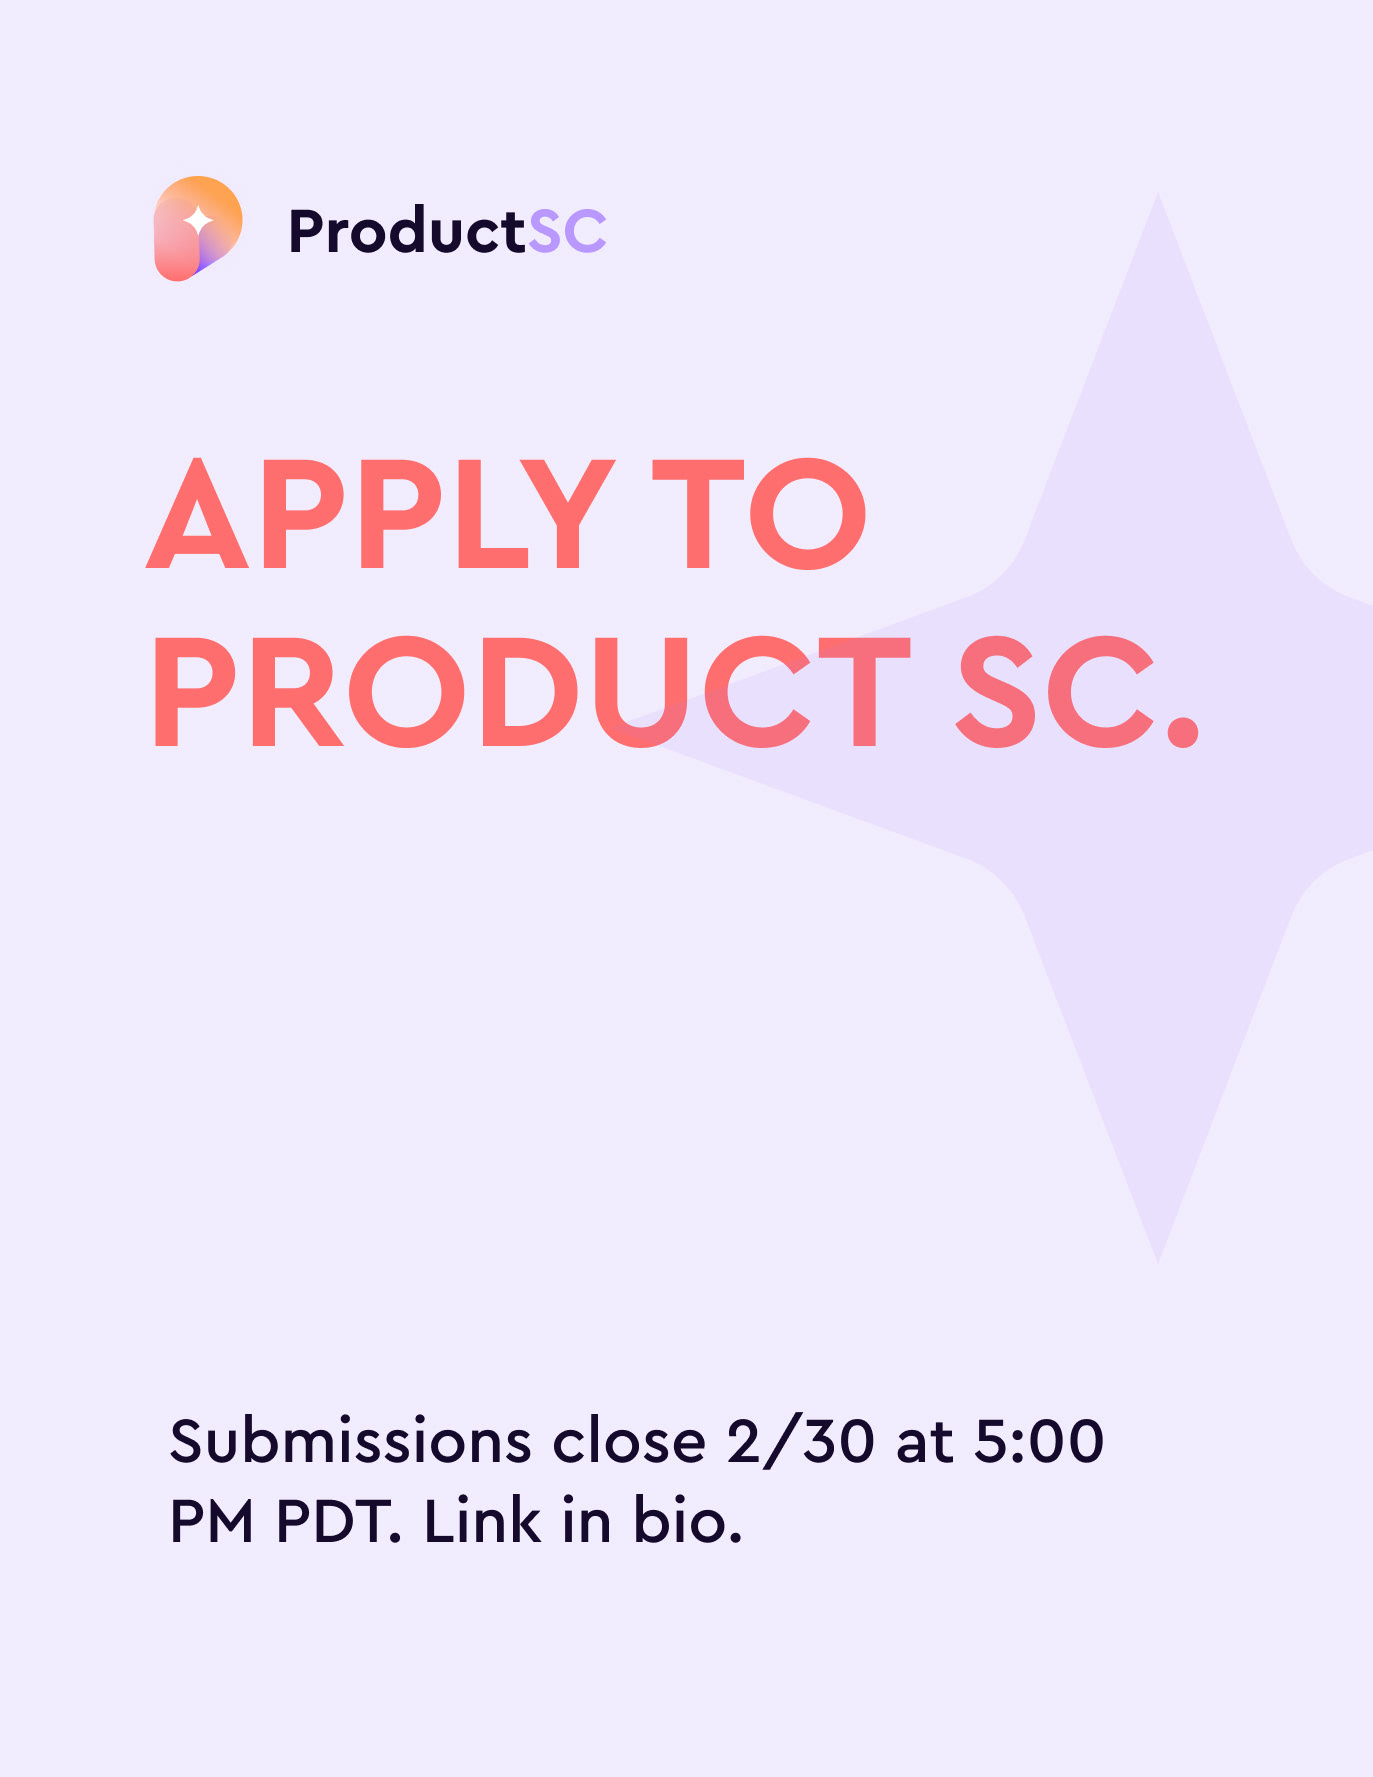 ProductSC
APPLY TO
PRODUCT SC.
Submissions close 2/30 at 5:00
PM PDT. Link in bio.